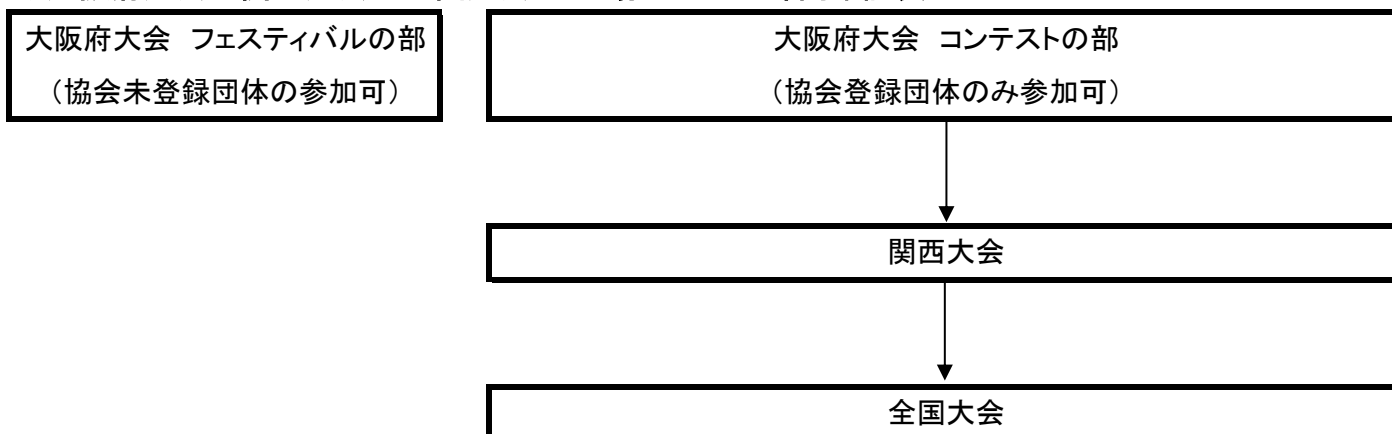 大阪府大会　フェスティバルの部
（協会未登録団体の参加可）
大阪府大会　コンテストの部
（協会登録団体のみ参加可）
関西大会
全国大会